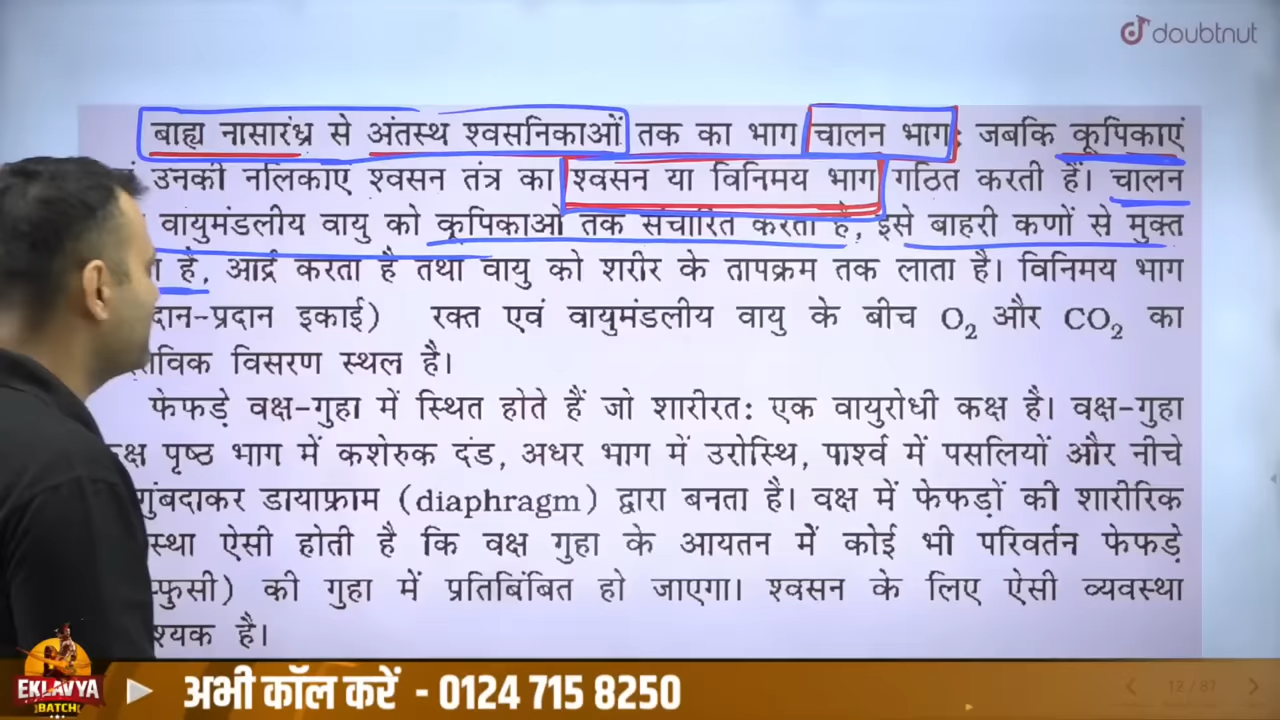 doubtnut
बाह्य नासारंध्र से अंतस्थ श्वसनिकाओं तक का भाग चालन भाग; जबकि कूपिकाएं
उनकी नलिकाएं श्वसन तंत्र का श्वसन या विनिमय भाग गठित करती हैं। चालन
वायुमंडलीय वायु को कूपिकाओं तक संचारित करता है, इसे बाहरी कणों से मुक्त
है, आर्द्र करता है तथा वायु को शरीर के तापक्रम तक लाता है। विनिमय भाग
दान-प्रदान इकाई) रक्त एवं वायुमंडलीय वायु के बीच O₂ और CO₂ का
विक विसरण स्थल है।
फेफड़े वक्ष-गुहा में स्थित होते हैं जो शारीरत: एक वायुरोधी कक्ष है। वक्ष-गुहा
पृष्ठ भाग में कशेरुक दंड, अधर भाग में उरोस्थि, पार्श्व में पसलियों और नीचे
गुंबदाकर डायाफ्राम (diaphragm) द्वारा बनता है। वक्ष में फेफड़ों की शारीरिक
स्था ऐसी होती है कि वक्ष गुहा के आयतन में कोई भी परिवर्तन फेफड़े
फुसी) की गुहा में प्रतिबिंबित हो जाएगा। श्वसन के लिए ऐसी व्यवस्था
श्यक है।
EKLAVYA
BATCH
अभी कॉल करें - 0124 715 8250
12 / 87